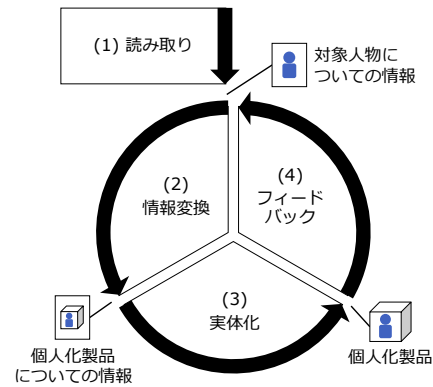 (1) 読み取り
対象人物に
ついての情報
(2)
情報変換
(4)
フィード
バック
(3)
実体化
個人化製品
についての情報
個人化製品